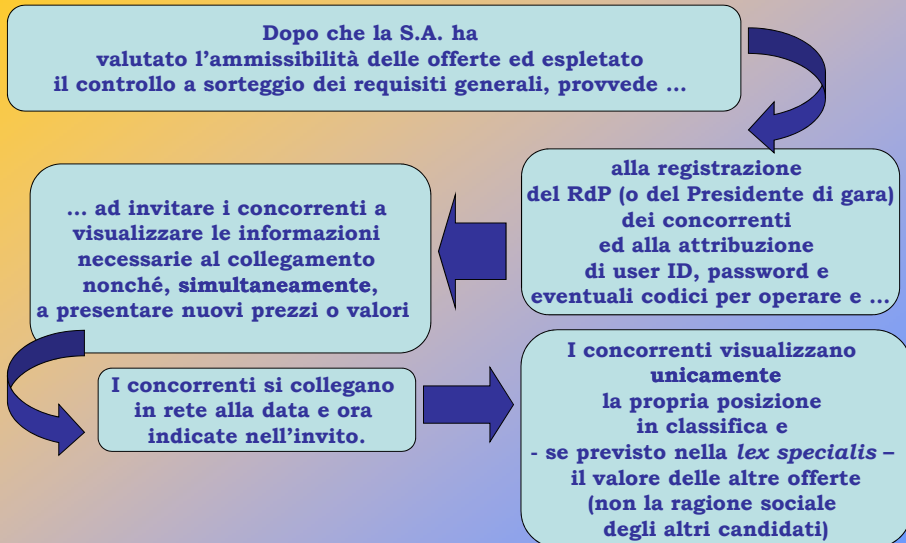 Dopo che la S.A. ha
valutato l’ammissibilità delle offerte ed espletato
il controllo a sorteggio dei requisiti generali, provvede …
alla registrazione
del RdP (o del Presidente di gara)
dei concorrenti
ed alla attribuzione
di user ID, password e
eventuali codici per operare e …
… ad invitare i concorrenti a
visualizzare le informazioni
necessarie al collegamento
nonché, simultaneamente,
a presentare nuovi prezzi o valori
I concorrenti si collegano
in rete alla data e ora
indicate nell’invito.
I concorrenti visualizzano
unicamente
la propria posizione
in classifica e
- se previsto nella lex specialis –
il valore delle altre offerte
(non la ragione sociale
degli altri candidati)